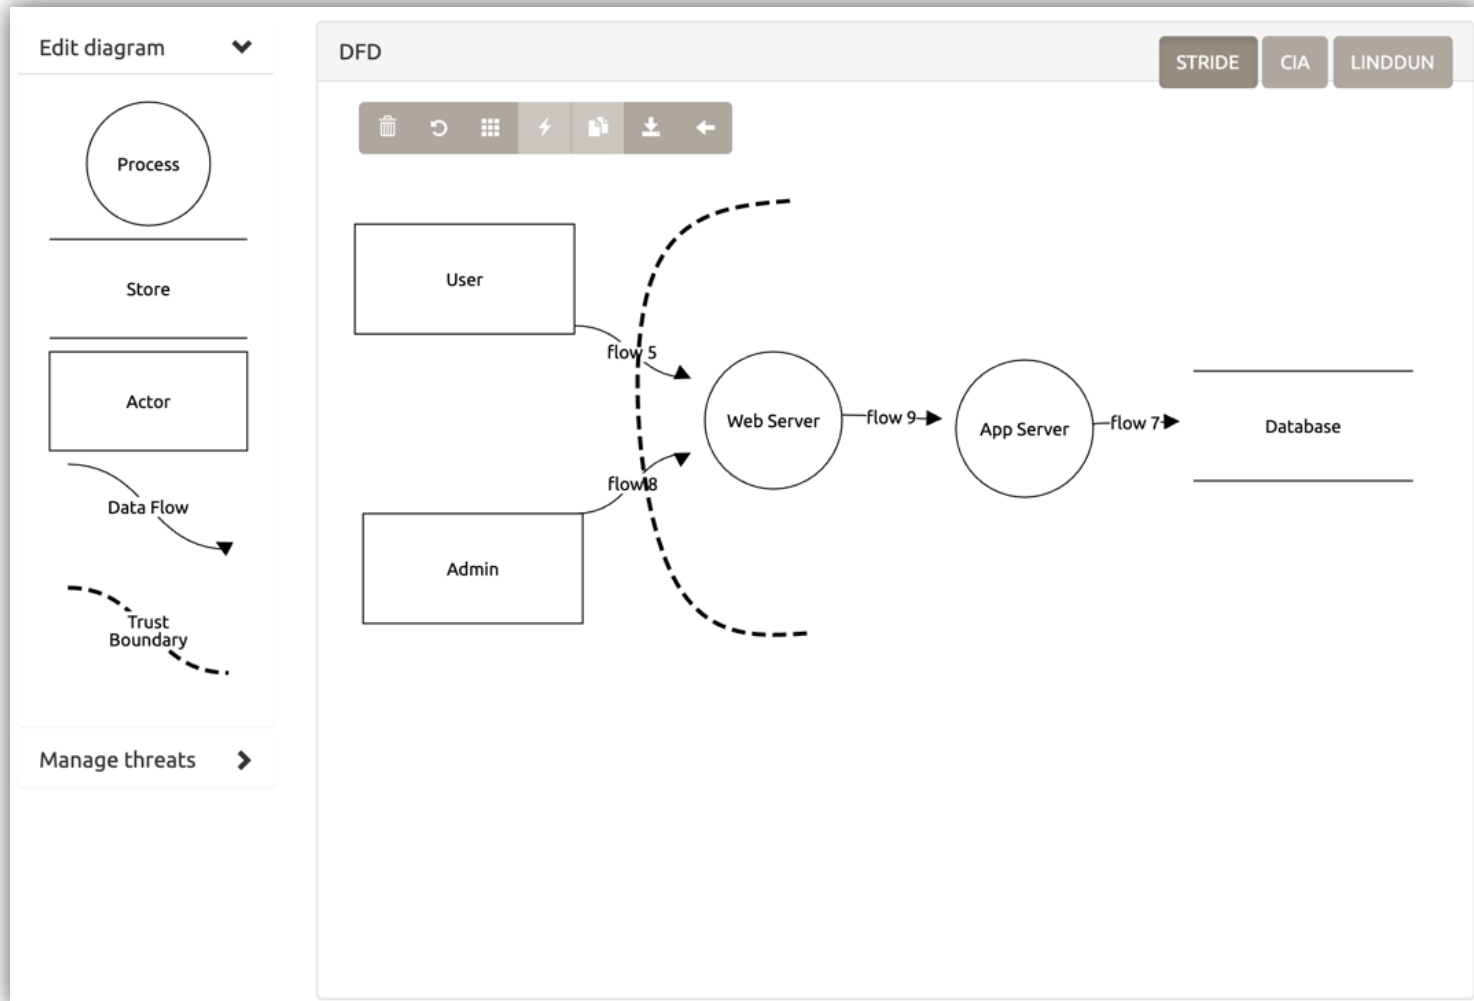 Edit diagram
Process
Store
Actor
Data Flow
Trust
Boundary
Manage threats
DFD
STRIDE
CIA
LINDDUN
User
flow 5
Web Server
flow 9
App Server
flow 7
Database
flow 8
Admin